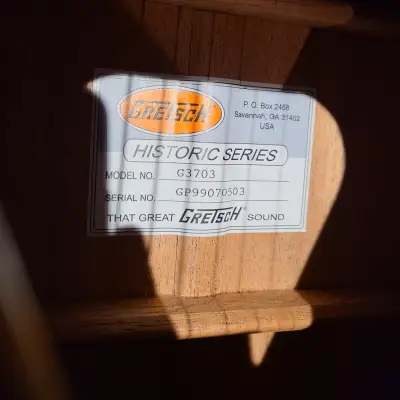 GRETSCH
P. O. Box 2468
Savannah, GA 31402
USA
HISTORIC SERIES
MODEL NO. G3703
SERIAL NO. GP99070503
THAT GREAT GRETSCH SOUND